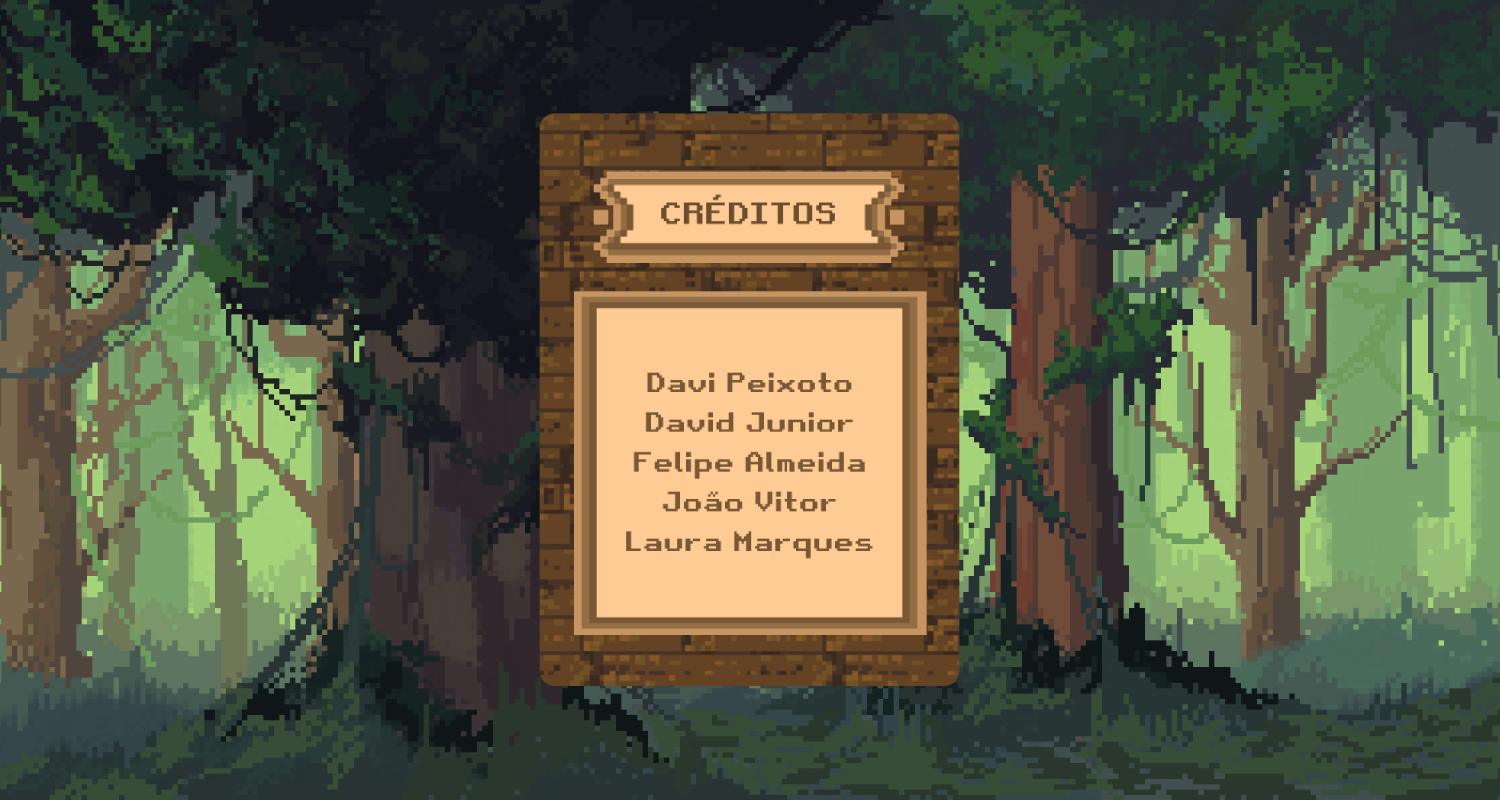 CRÉDITOS
Davi Peixoto
David Junior
Felipe Almeida
João Vitor
Laura Marques